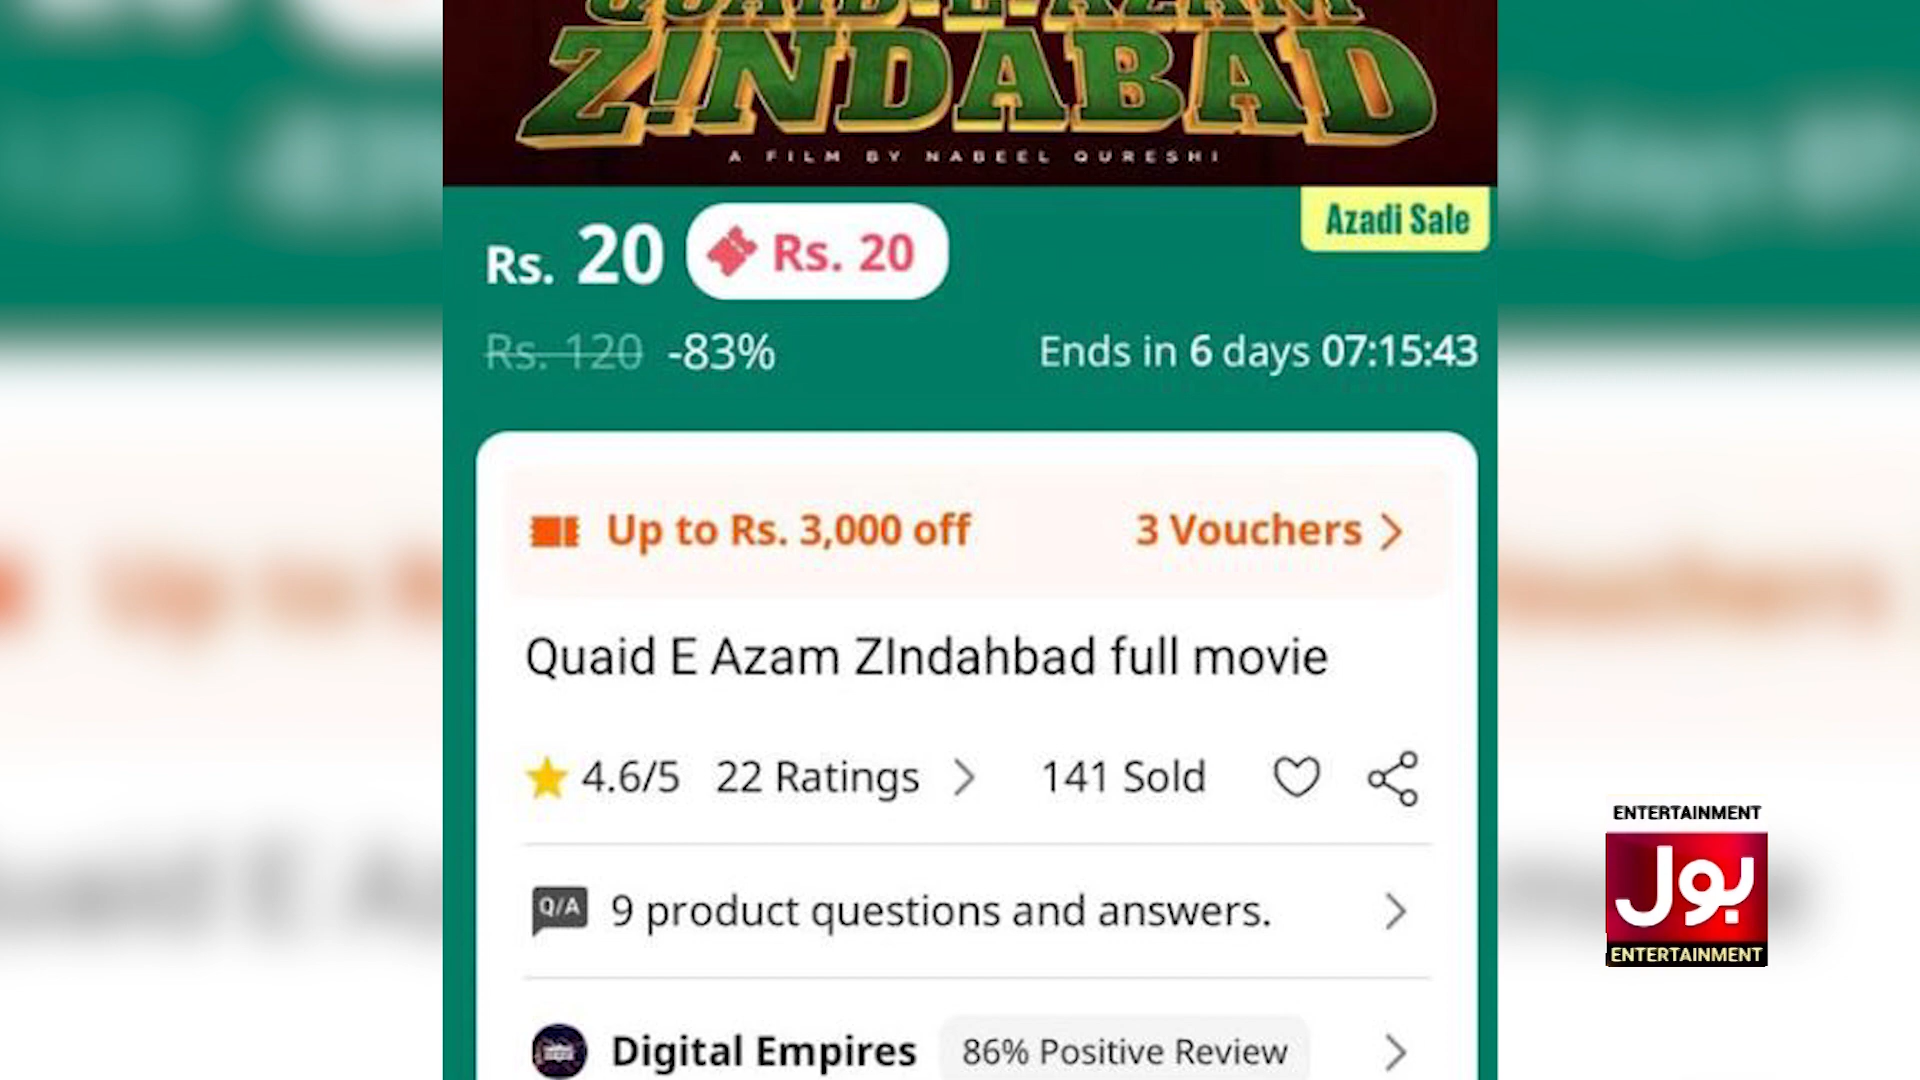 QUAID-E-AZAM
Z!NDABAD
A FILM BY NABEEL QURESHI
Azadi Sale
Rs. 20 Rs. 20
Rs. 120 -83% Ends in 6 days 07:15:43
Up to Rs. 3,000 off 3 Vouchers
Quaid E Azam ZIndahbad full movie
4.6/5 22 Ratings 141 Sold
Q/A 9 product questions and answers.
Digital Empires 86% Positive Review
ENTERTAINMENT
بول
ENTERTAINMENT